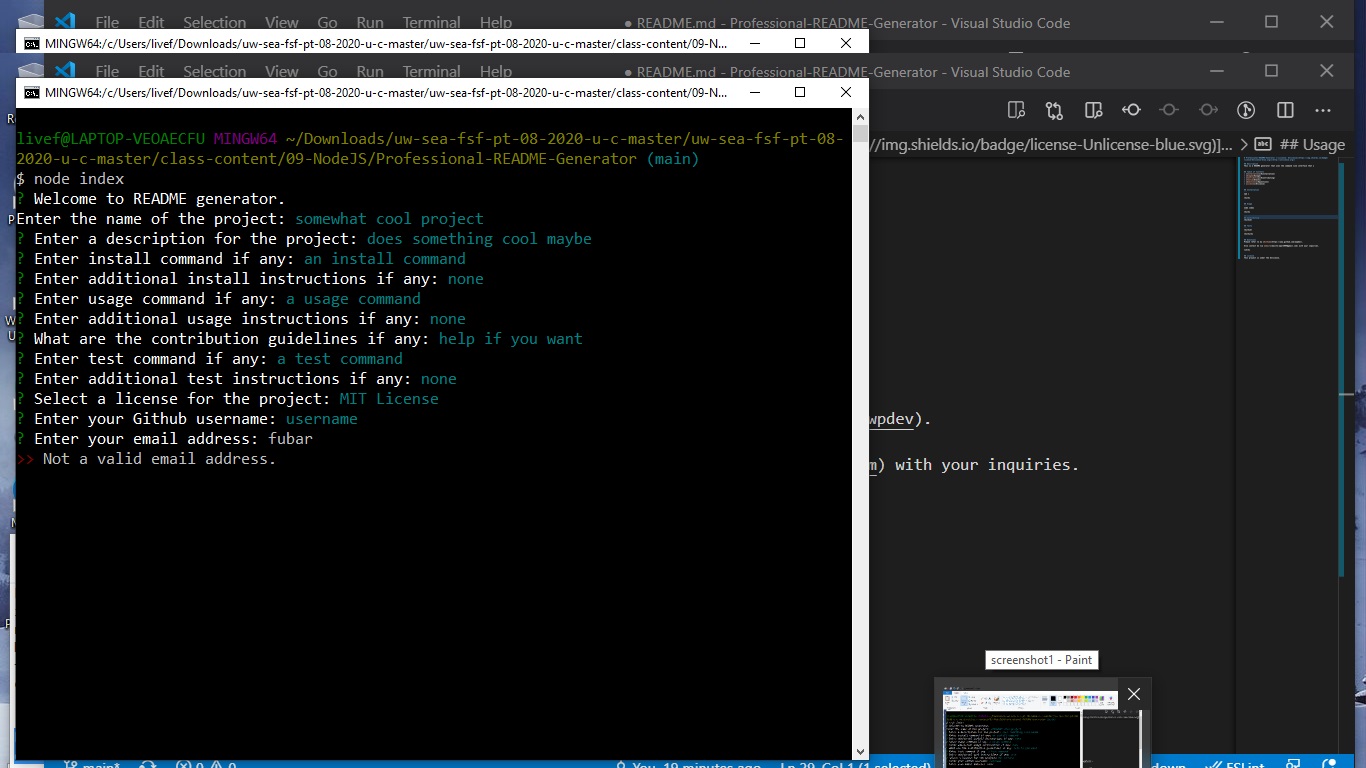 File Edit Selection View Go Run Terminal Help ● README.md - Professional-README-Generator - Visual Studio Code
MINGW64:/c/Users/livef/Downloads/uw-sea-fsf-pt-08-2020-u-c-master/uw-sea-fsf-pt-08-2020-u-c-master/class-content/09-N...
File Edit Selection View Go Run Terminal Help ● README.md - Professional-README-Generator - Visual Studio Code
MINGW64:/c/Users/livef/Downloads/uw-sea-fsf-pt-08-2020-u-c-master/uw-sea-fsf-pt-08-2020-u-c-master/class-content/09-N...
livef@LAPTOP-VEOAECFU MINGW64 ~/Downloads/uw-sea-fsf-pt-08-2020-u-c-master/uw-sea-fsf-pt-08-
2020-u-c-master/class-content/09-NodeJS/Professional-README-Generator (main)
$ node index
? Welcome to README generator.
Enter the name of the project: somewhat cool project
? Enter a description for the project: does something cool maybe
? Enter install command if any: an install command
? Enter additional install instructions if any: none
? Enter usage command if any: a usage command
? Enter additional usage instructions if any: none
? What are the contribution guidelines if any: help if you want
? Enter test command if any: a test command
? Enter additional test instructions if any: none
? Select a license for the project: MIT License
? Enter your Github username: username
? Enter your email address: fubar
>> Not a valid email address.
//img.shields.io/badge/license-Unlicense-blue.svg)]... > ## Usage
wpdev).
m) with your inquiries.
screenshot1 - Paint
main* 0 0 You, 19 minutes ago Ln 29, Col 1 (1 selected) down ESLint